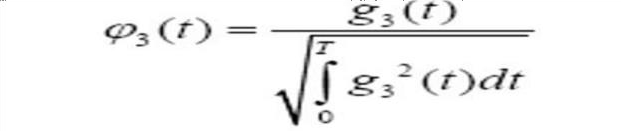 φ₃(t) = g₃(t) / √(∫₀ᵀ g₃²(t)dt)